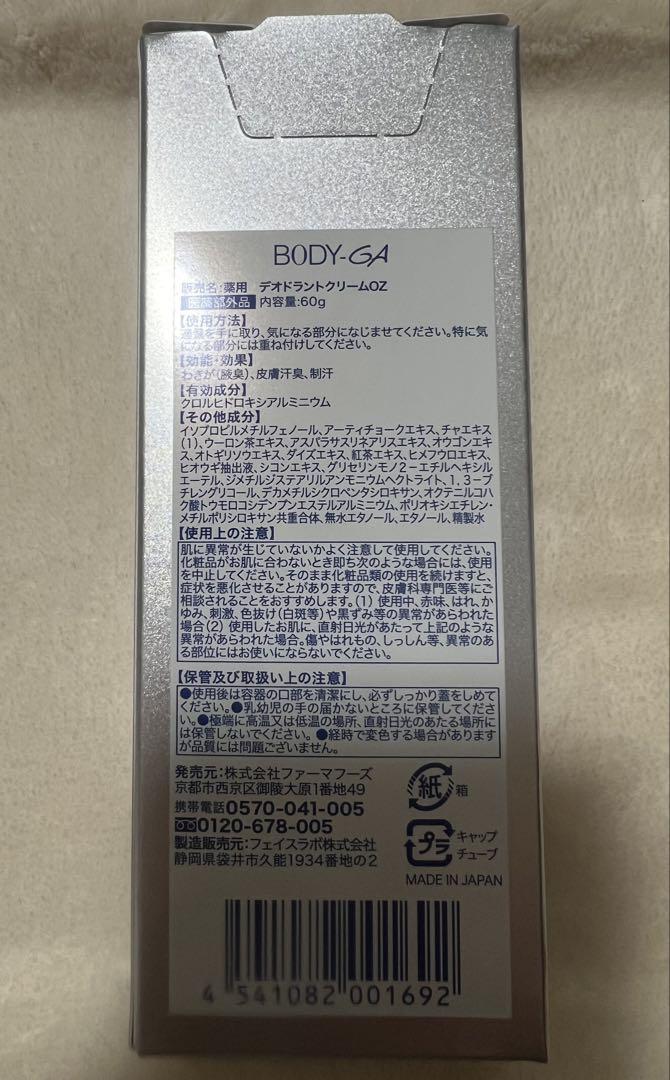 BODY-GA
販売名:薬用 デオドラントクリームOZ
医薬部外品 内容量:60g
【使用方法】
適量を手に取り、気になる部分になじませてください。特に気
になる部分には重ね付けしてください。
【効能・効果】
わきが(腋臭)、皮膚汗臭、制汗
【有効成分】
クロルヒドロキシアルミニウム
【その他成分】
イソプロピルメチルフェノール、アーティチョークエキス、チャエキス
(1)、ウーロン茶エキス、アスパラサスリネアリスエキス、オウゴンエキ
ス、オトギリソウエキス、ダイズエキス、紅茶エキス、ヒメフウロエキス、
ヒオウギ抽出液、シコンエキス、グリセリンモノ2-エチルヘキシル
エーテル、ジメチルジステアリルアンモニウムヘクトライト、1,3-ブ
チレングリコール、デカメチルシクロペンタシロキサン、オクテニルコハ
ク酸トウモロコシデンプンエステルアルミニウム、ポリオキシエチレン・
メチルポリシロキサン共重合体、無水エタノール、エタノール、精製水
【使用上の注意】
肌に異常が生じていないかよく注意して使用してください。
化粧品がお肌に合わないとき即ち次のような場合には、使用
を中止してください。そのまま化粧品類の使用を続けますと、
症状を悪化させることがありますので、皮膚科専門医等にご
相談されることをおすすめします。(1) 使用中、赤味、はれ、か
ゆみ、刺激、色抜け(白斑等)や黒ずみ等の異常があらわれた
場合(2) 使用したお肌に、直射日光があたって上記のような
異常があらわれた場合。傷やはれもの、しっしん等、異常のあ
る部位にはお使いにならないでください。
【保管及び取扱い上の注意】
●使用後は容器の口部を清潔にし、必ずしっかり蓋をしめて
ください。●乳幼児の手の届かないところに保管してくださ
い。●極端に高温又は低温の場所、直射日光のあたる場所に
は保管しないでください。●経時で変色する場合があります
が品質には問題ございません。
発売元:株式会社ファーマフーズ
京都市西京区御陵大原1番地49
携帯電話0570-041-005
0120-678-005
製造販売元:フェイスラボ株式会社
静岡県袋井市久能1934番地の2
紙 箱
プラ キャップ
チューブ
MADE IN JAPAN
4 541082 001692